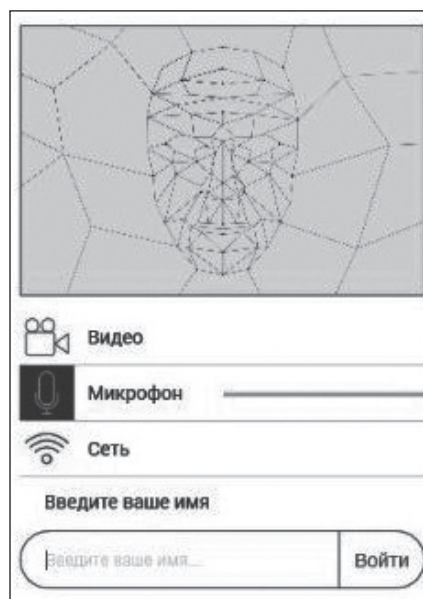 Видео
Микрофон
Сеть
Введите ваше имя
Введите ваше имя... Войти